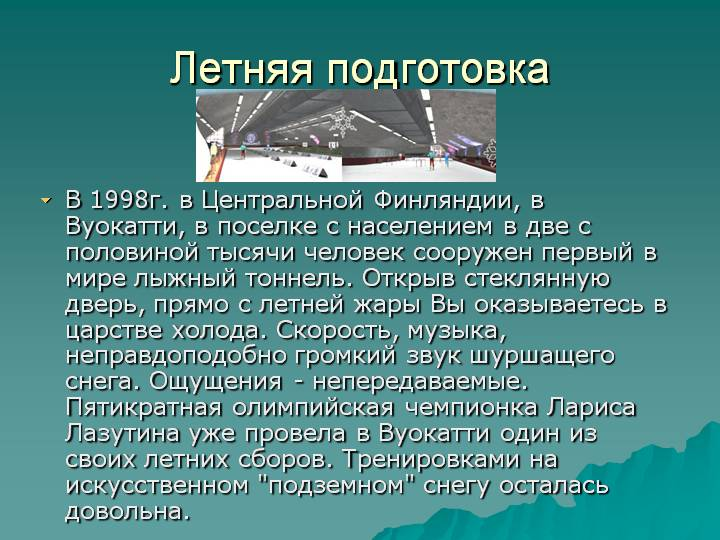 Летняя подготовка
В 1998г. в Центральной Финляндии, в
Вуокатти, в поселке с населением в две с
половиной тысячи человек сооружен первый в
мире лыжный тоннель. Открыв стеклянную
дверь, прямо с летней жары Вы оказываетесь в
царстве холода. Скорость, музыка,
неправдоподобно громкий звук шуршащего
снега. Ощущения - непередаваемые.
Пятикратная олимпийская чемпионка Лариса
Лазутина уже провела в Вуокатти один из
своих летних сборов. Тренировками на
искусственном "подземном" снегу осталась
довольна.